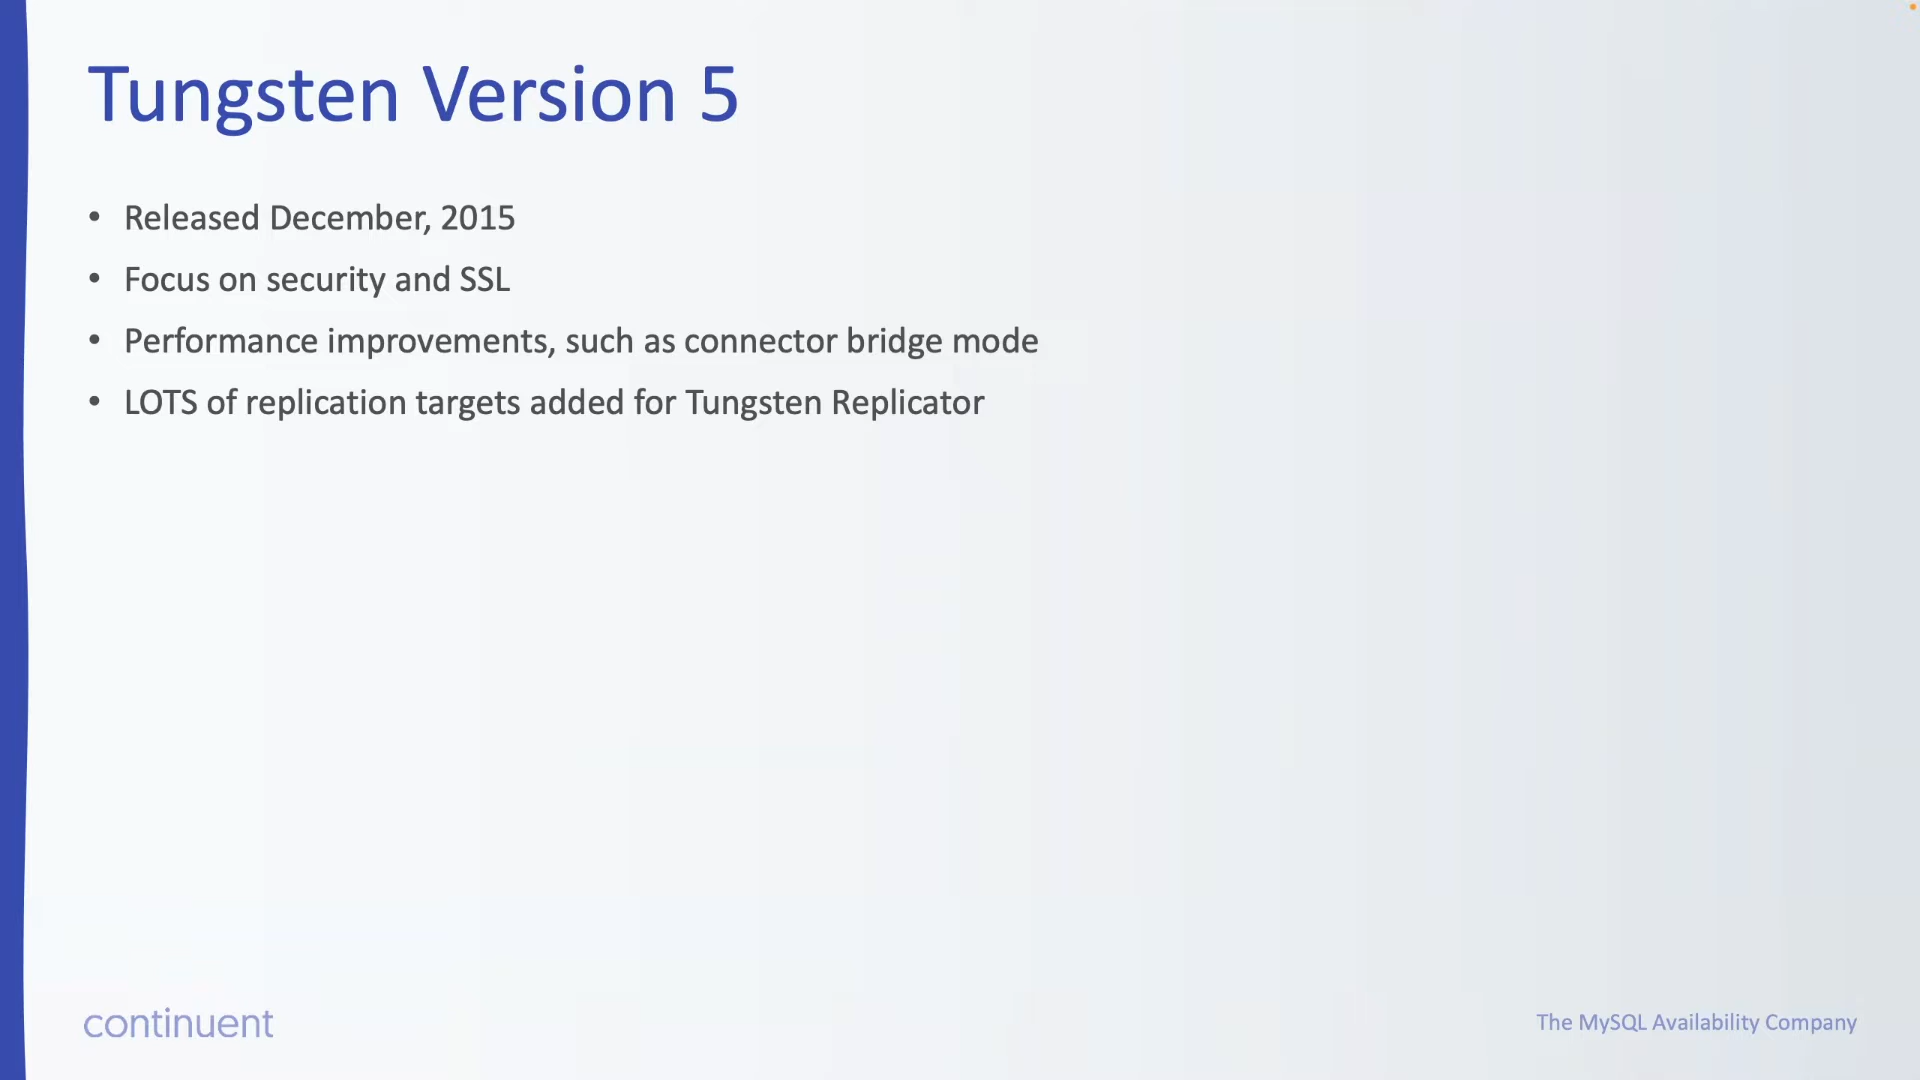 Tungsten Version 5
• Released December, 2015
• Focus on security and SSL
• Performance improvements, such as connector bridge mode
• LOTS of replication targets added for Tungsten Replicator
continuent
The MySQL Availability Company